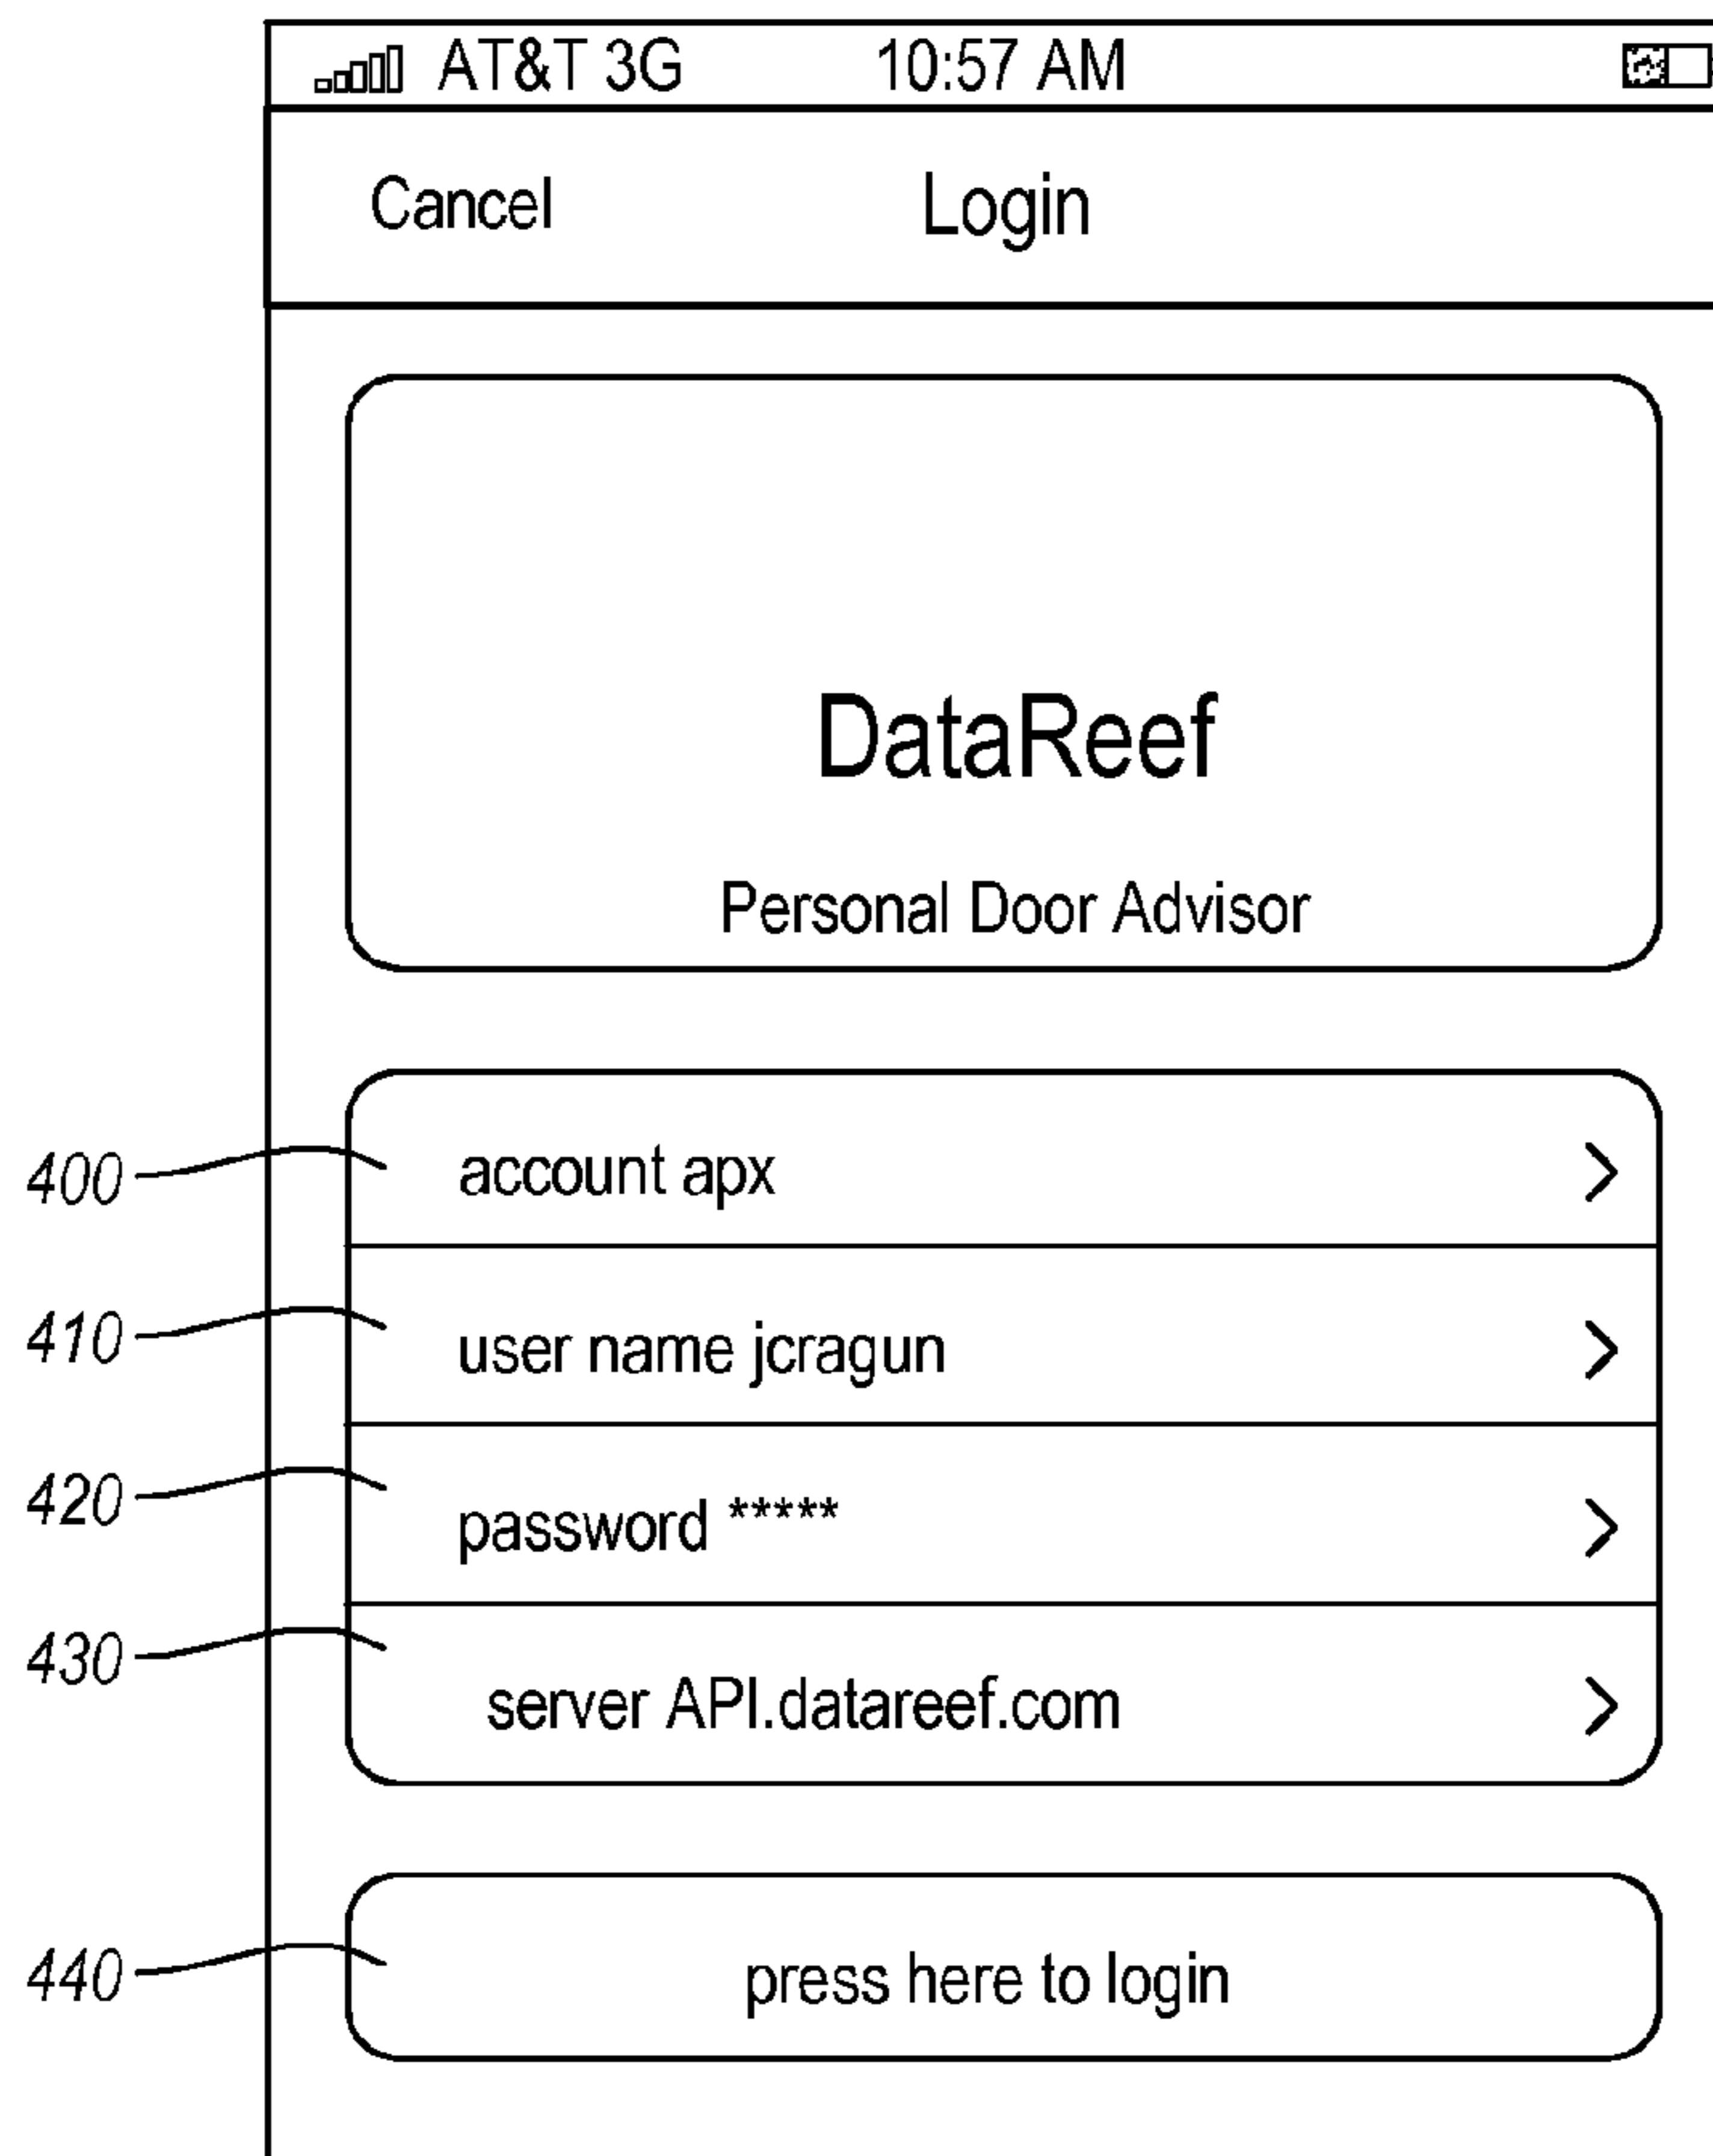 AT&T 3G 10:57 AM
Cancel Login
DataReef
Personal Door Advisor
400 account apx >
410 user name jcragun >
420 password ***** >
430 server API.datareef.com >
440 press here to login